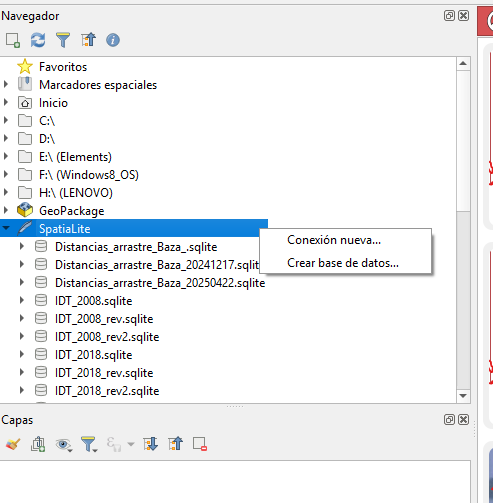 Navegador
Favoritos
Marcadores espaciales
Inicio
C:\
D:\
E:\ (Elements)
F:\ (Windows8_OS)
H:\ (LENOVO)
GeoPackage
SpatiaLite
Conexión nueva...
Crear base de datos...
Distancias_arrastre_Baza_.sqlite
Distancias_arrastre_Baza_20241217.sqlite
Distancias_arrastre_Baza_20250422.sqlite
IDT_2008.sqlite
IDT_2008_rev.sqlite
IDT_2008_rev2.sqlite
IDT_2018.sqlite
IDT_2018_rev.sqlite
IDT_2018_rev2.sqlite
Capas